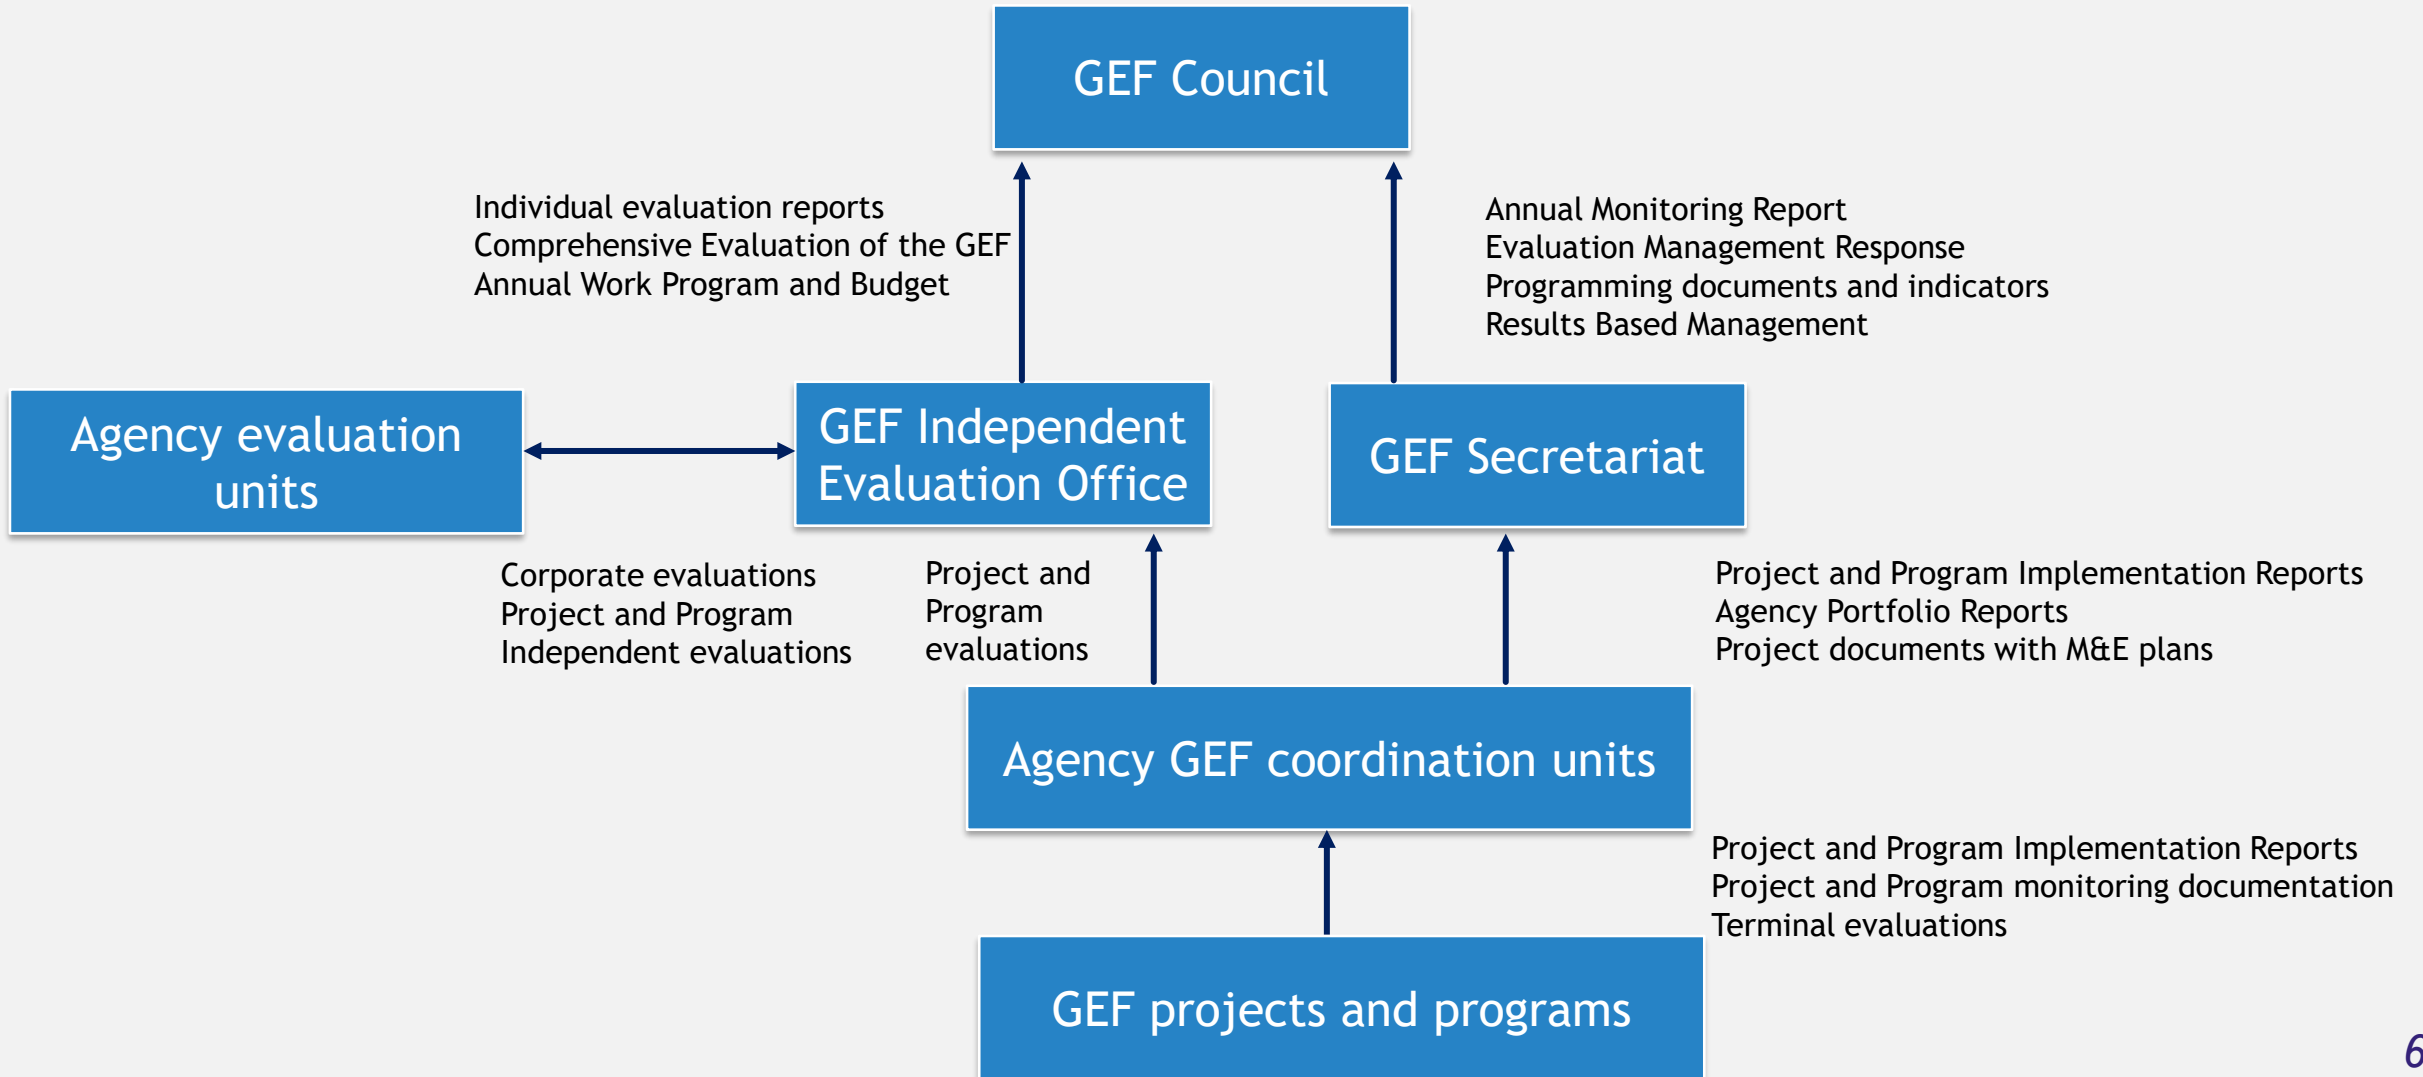 GEF Council
Individual evaluation reports
Comprehensive Evaluation of the GEF
Annual Work Program and Budget
Annual Monitoring Report
Evaluation Management Response
Programming documents and indicators
Results Based Management
Agency evaluation
units
GEF Independent
Evaluation Office
GEF Secretariat
Corporate evaluations
Project and Program
Independent evaluations
Project and
Program
evaluations
Project and Program Implementation Reports
Agency Portfolio Reports
Project documents with M&E plans
Agency GEF coordination units
Project and Program Implementation Reports
Project and Program monitoring documentation
Terminal evaluations
GEF projects and programs
6